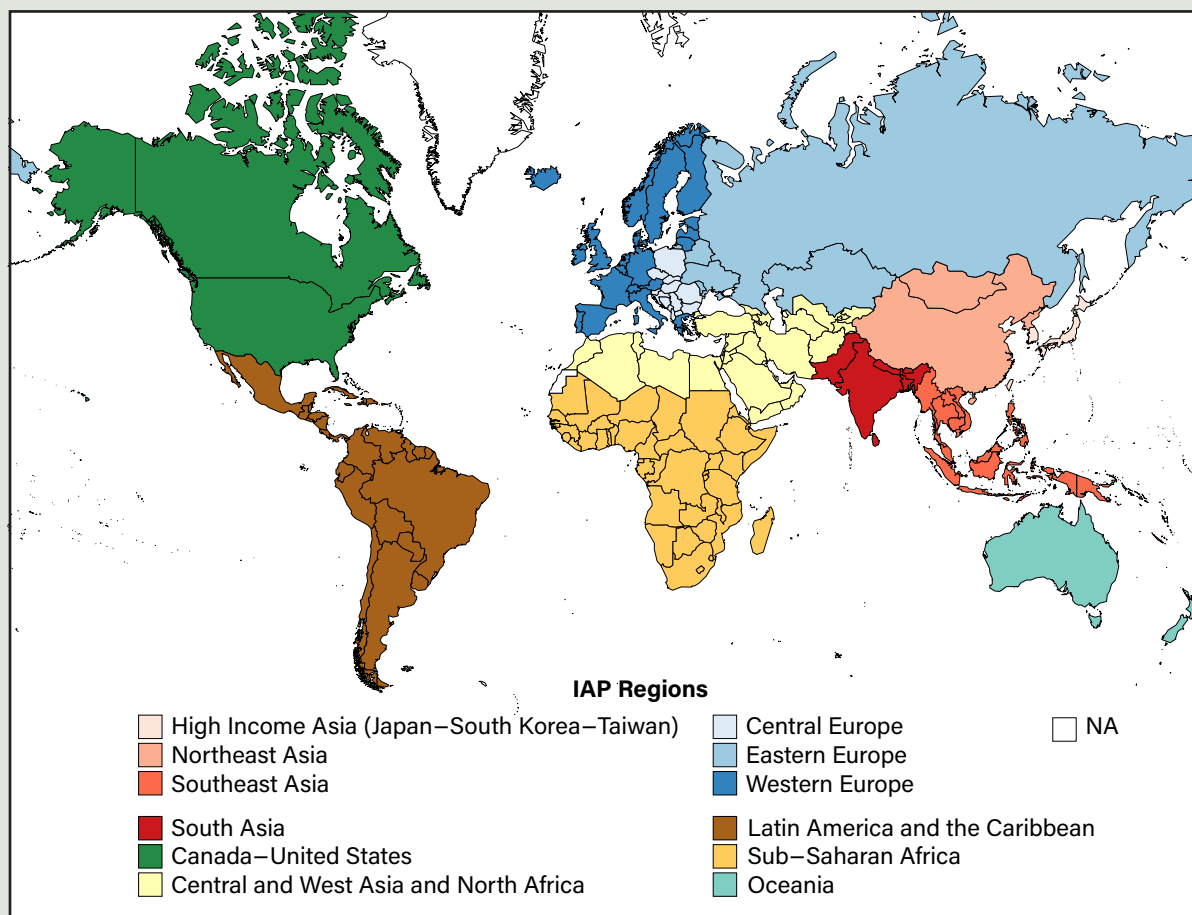 IAP Regions
High Income Asia (Japan–South Korea–Taiwan)
Northeast Asia
Southeast Asia
South Asia
Canada–United States
Central and West Asia and North Africa
Central Europe
Eastern Europe
Western Europe
Latin America and the Caribbean
Sub–Saharan Africa
Oceania
NA